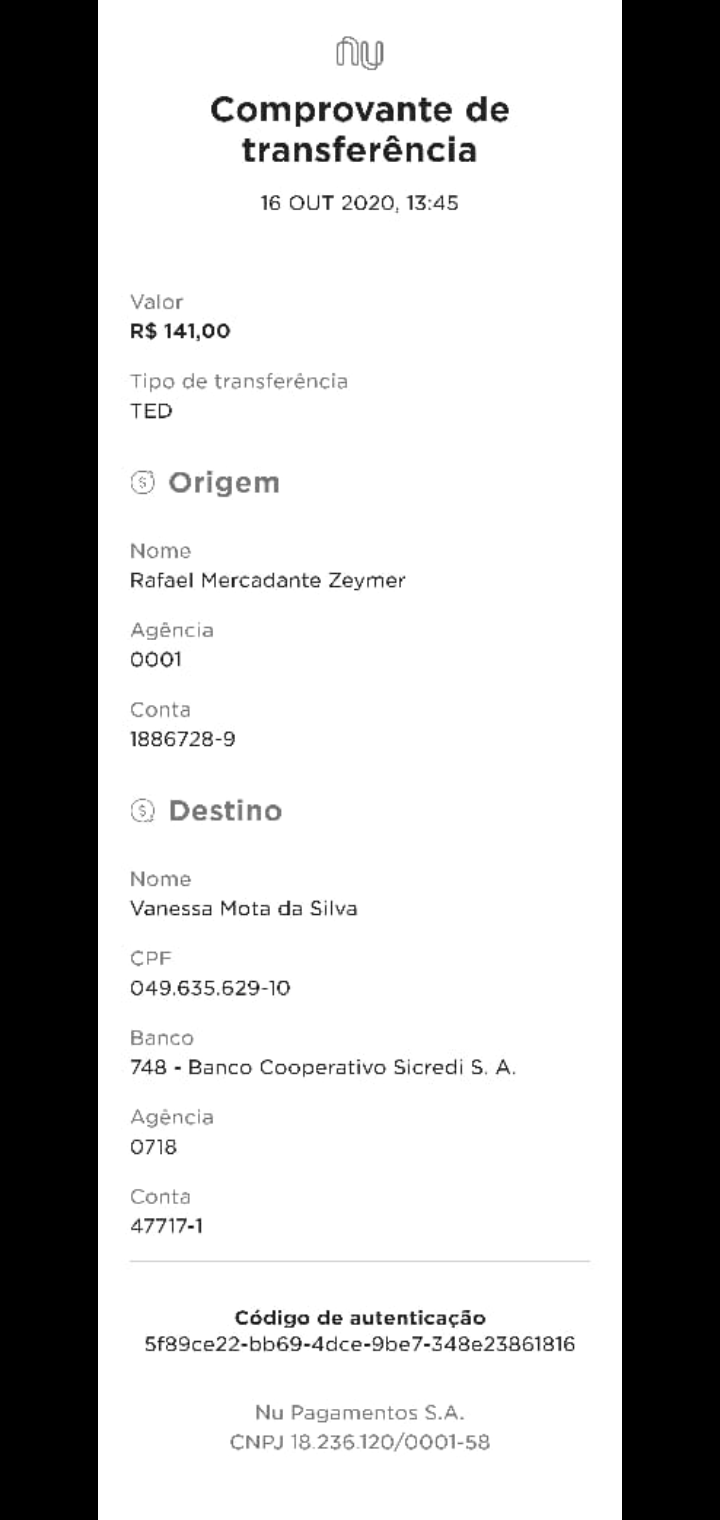 nu
Comprovante de
transferência
16 OUT 2020, 13:45
Valor
R$ 141,00
Tipo de transferência
TED
Origem
Nome
Rafael Mercadante Zeymer
Agência
0001
Conta
1886728-9
Destino
Nome
Vanessa Mota da Silva
CPF
049.635.629-10
Banco
748 - Banco Cooperativo Sicredi S. A.
Agência
0718
Conta
47717-1
Código de autenticação
5f89ce22-bb69-4dce-9be7-348e23861816
Nu Pagamentos S.A.
CNPJ 18.236.120/0001-58